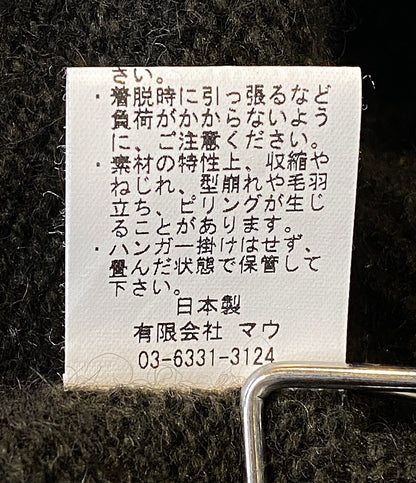 さい。
・着脱時に引っ張るなど
負荷がかからないよう
に、ご注意ください。
・素材の特性上、収縮や
ねじれ、型崩れや毛羽
立ち、ピリングが生じ
ることがあります。
・ハンガー掛けはせず、
畳んだ状態で保管して
下さい。
日本製
有限会社 マウ
03-6331-3124